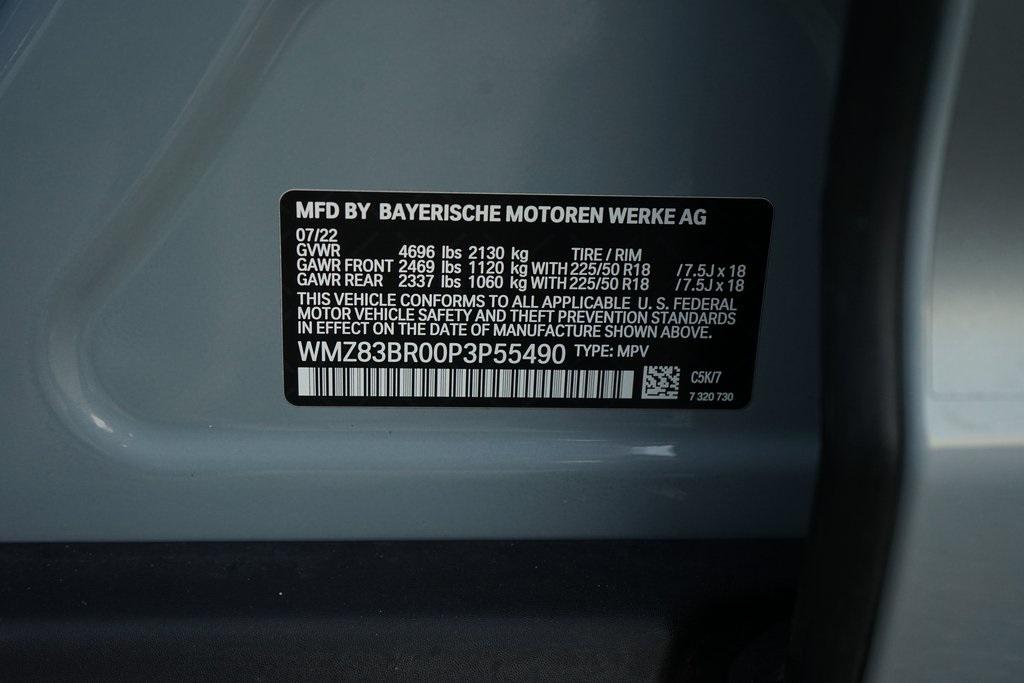 MFD BY BAYERISCHE MOTOREN WERKE AG
07/22
GVWR 4696 lbs 2130 kg TIRE / RIM
GAWR FRONT 2469 lbs 1120 kg WITH 225/50 R18 / 7.5J x 18
GAWR REAR 2337 lbs 1060 kg WITH 225/50 R18 / 7.5J x 18
THIS VEHICLE CONFORMS TO ALL APPLICABLE U. S. FEDERAL
MOTOR VEHICLE SAFETY AND THEFT PREVENTION STANDARDS
IN EFFECT ON THE DATE OF MANUFACTURE SHOWN ABOVE.
WMZ83BR00P3P55490 TYPE: MPV
C5K/7
7 320 730